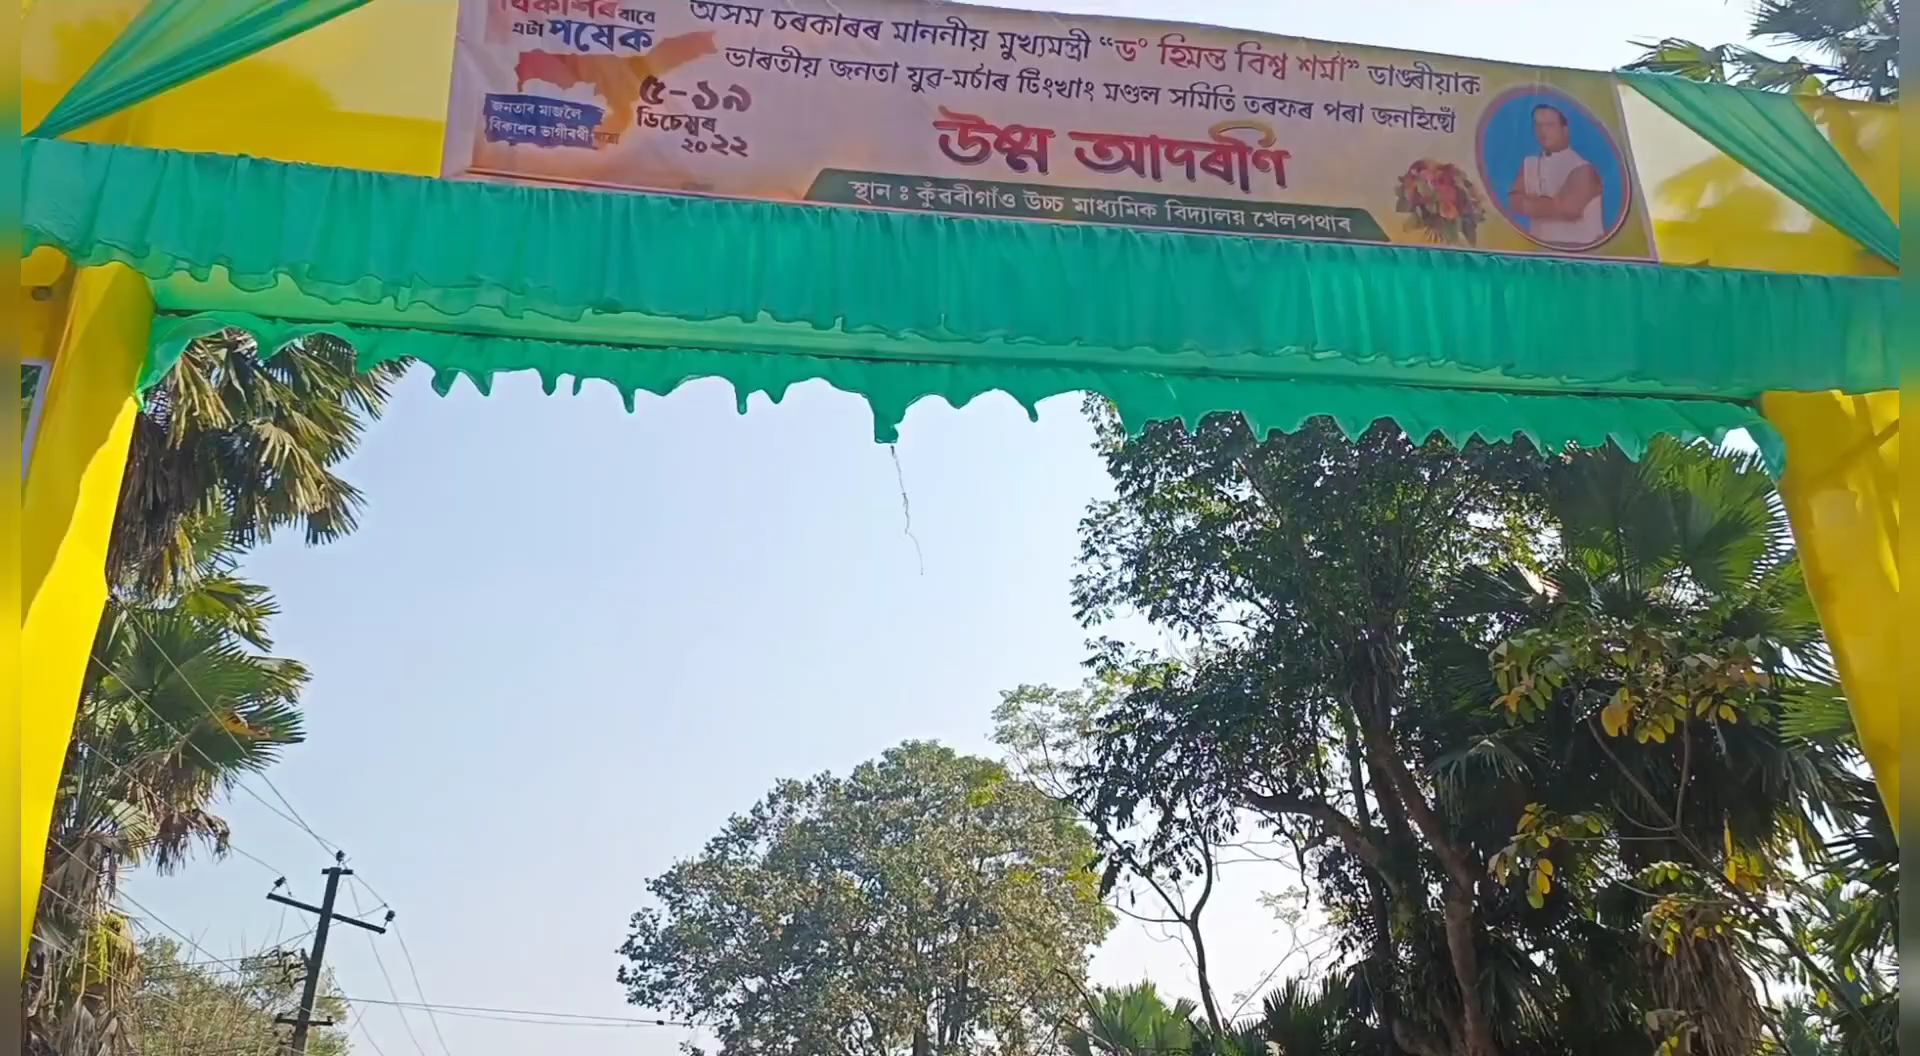 বিকাশৰ বাবে
এটা পষেক
৫-১৯
ডিচেম্বৰ
২০২২
জনতাৰ মাজলৈ
বিকাশৰ ভাগীৰথী যাত্ৰা
অসম চৰকাৰৰ মাননীয় মুখ্যমন্ত্ৰী “ড° হিমন্ত বিশ্ব শৰ্মা” ডাঙৰীয়াক
ভাৰতীয় জনতা যুৱ-মৰ্চাৰ টিংখাং মণ্ডল সমিতি তৰফৰ পৰা জনাইছোঁ
উষ্ম আদৰণি
স্থান ঃ কুঁৱৰীগাঁও উচ্চ মাধ্যমিক বিদ্যালয় খেলপথাৰ